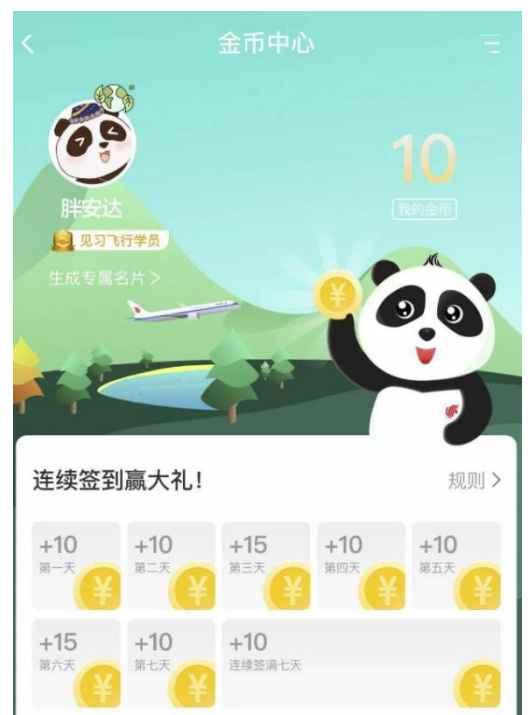 金币中心
10
我的金币
胖安达
见习飞行学员
生成专属名片 >
¥
连续签到赢大礼!
规则 >
+10 +10 +15 +10 +10
第一天 第二天 第三天 第四天 第五天
¥ ¥ ¥ ¥ ¥
+15 +10 +10
第六天 第七天 连续签满七天
¥ ¥ ¥